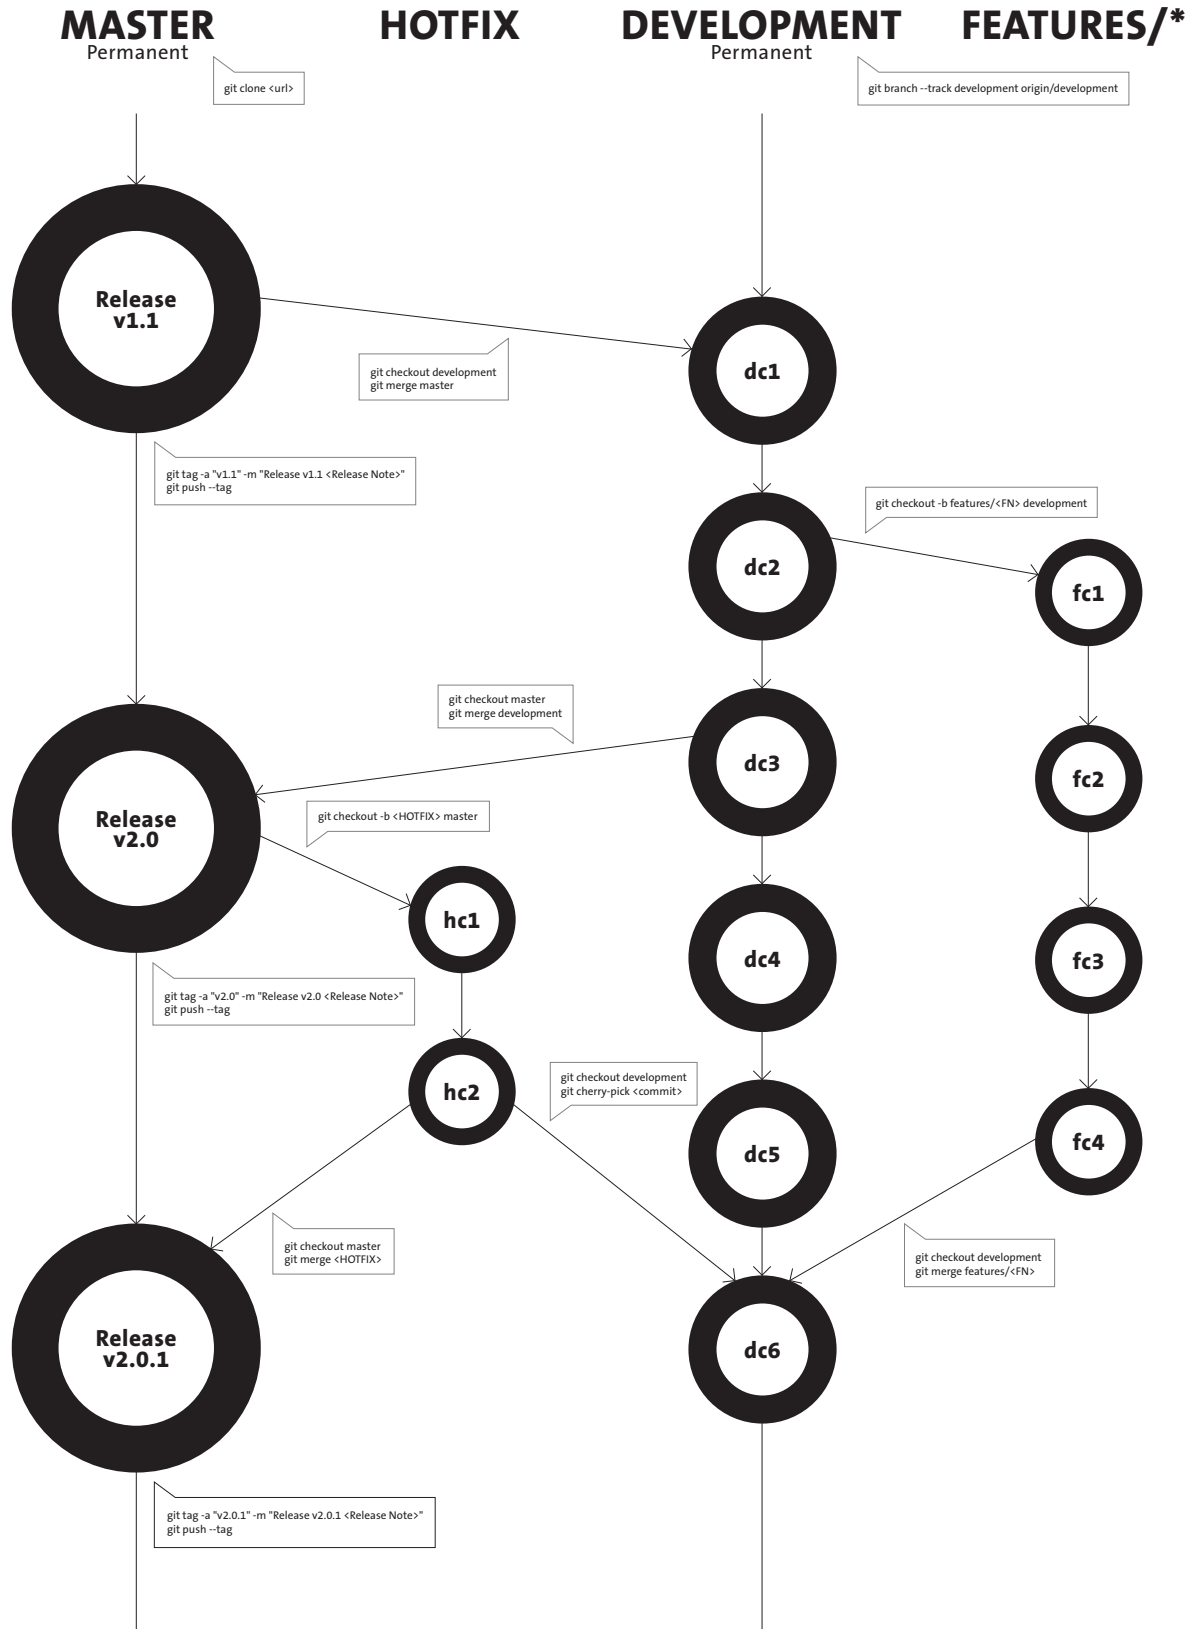 MASTER
Permanent
HOTFIX
DEVELOPMENT
Permanent
FEATURES/*
git clone <url>
git branch --track development origin/development
Release
v1.1
dc1
git checkout development
git merge master
git tag -a "v1.1" -m "Release v1.1 <Release Note>"
git push --tag
git checkout -b features/<FN> development
dc2
fc1
git checkout master
git merge development
dc3
fc2
git checkout -b <HOTFIX> master
Release
v2.0
hc1
dc4
fc3
git tag -a "v2.0" -m "Release v2.0 <Release Note>"
git push --tag
git checkout development
git cherry-pick <commit>
hc2
dc5
fc4
git checkout master
git merge <HOTFIX>
git checkout development
git merge features/<FN>
Release
v2.0.1
dc6
git tag -a "v2.0.1" -m "Release v2.0.1 <Release Note>"
git push --tag